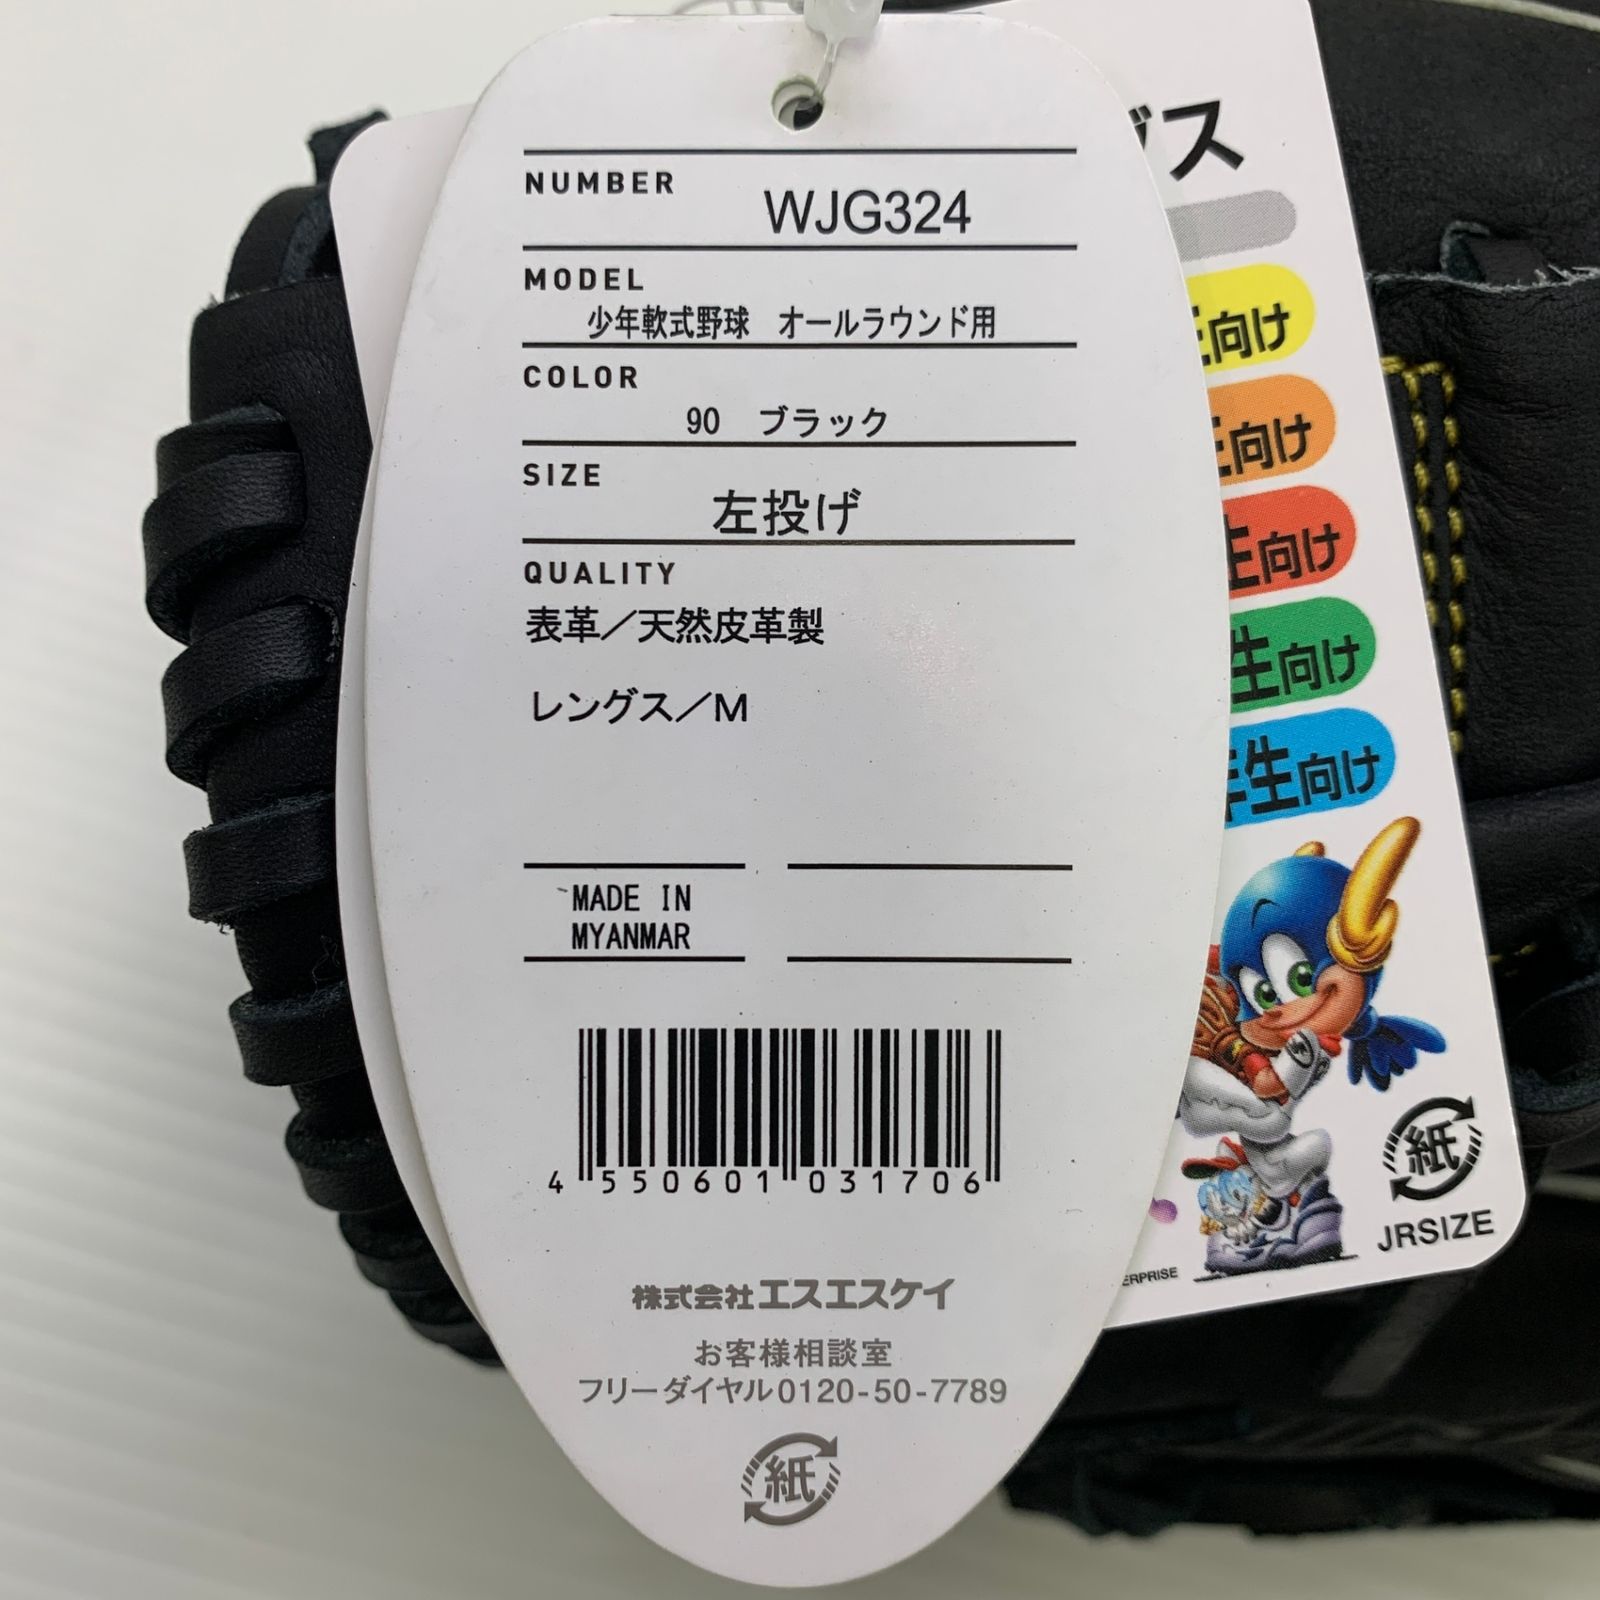 NUMBER
WJG324
MODEL
少年軟式野球 オールラウンド用
COLOR
90 ブラック
SIZE
左投げ
QUALITY
表革/天然皮革製
レングス/M
MADE IN
MYANMAR
4 550601 031706
株式会社エスエスケイ
お客様相談室
フリーダイヤル0120-50-7789
紙
グス
生向け
生向け
生向け
生向け
年生向け
紙
JRSIZE
ERPRISE